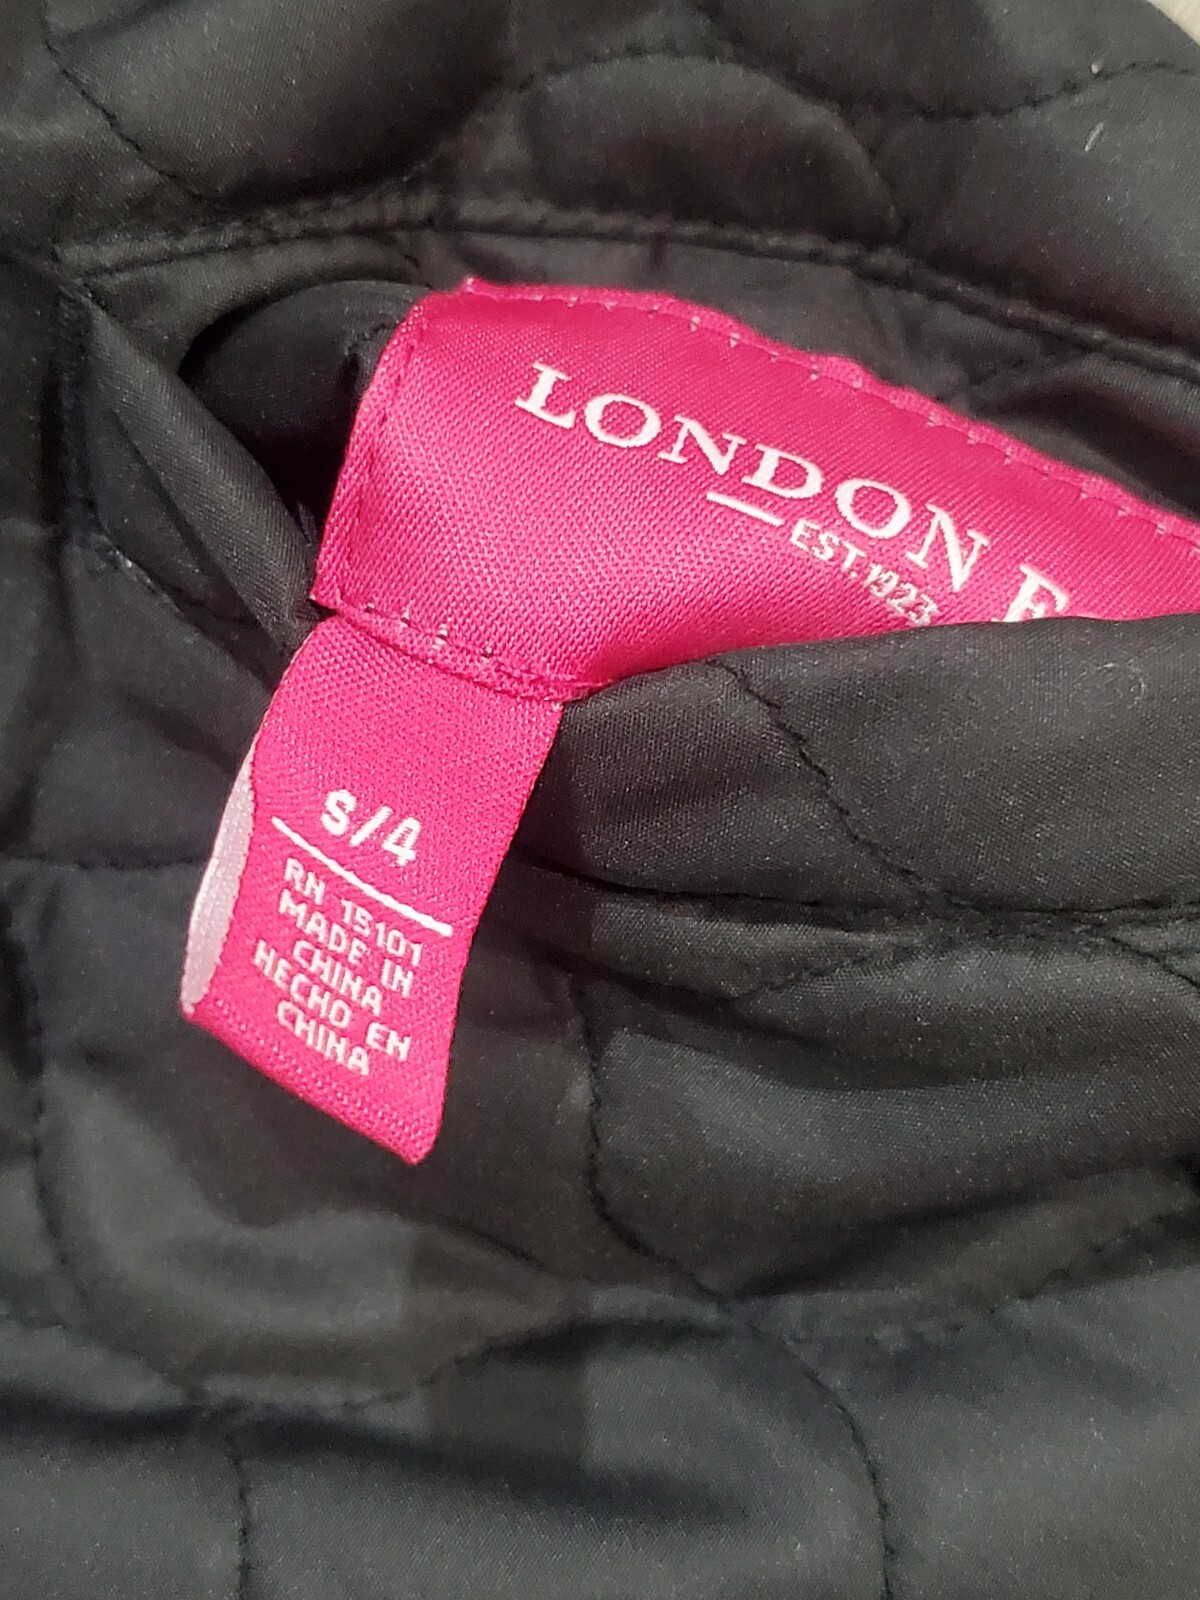 LONDON F
EST. 1923
S/4
RN 15101
MADE IN
CHINA
HECHO EN
CHINA